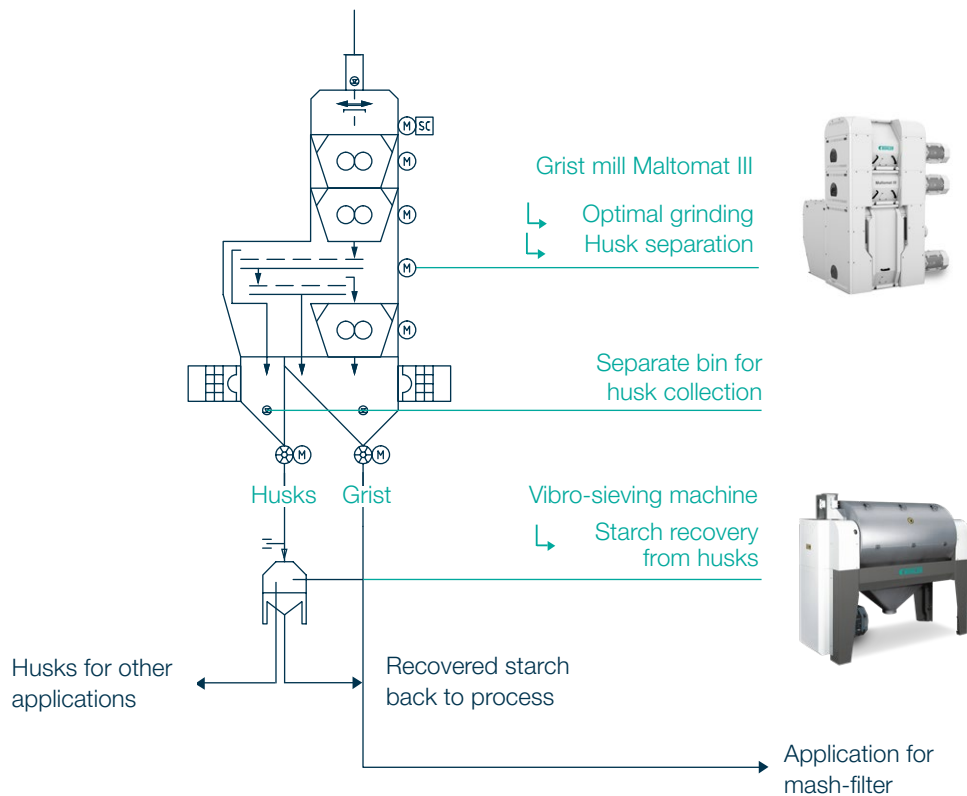 M
SC
M
M
M
M
Grist mill Maltomat III
Optimal grinding
Husk separation
Separate bin for
husk collection
M
M
Husks
Grist
Vibro-sieving machine
Starch recovery
from husks
Husks for other
applications
Recovered starch
back to process
Application for
mash-filter